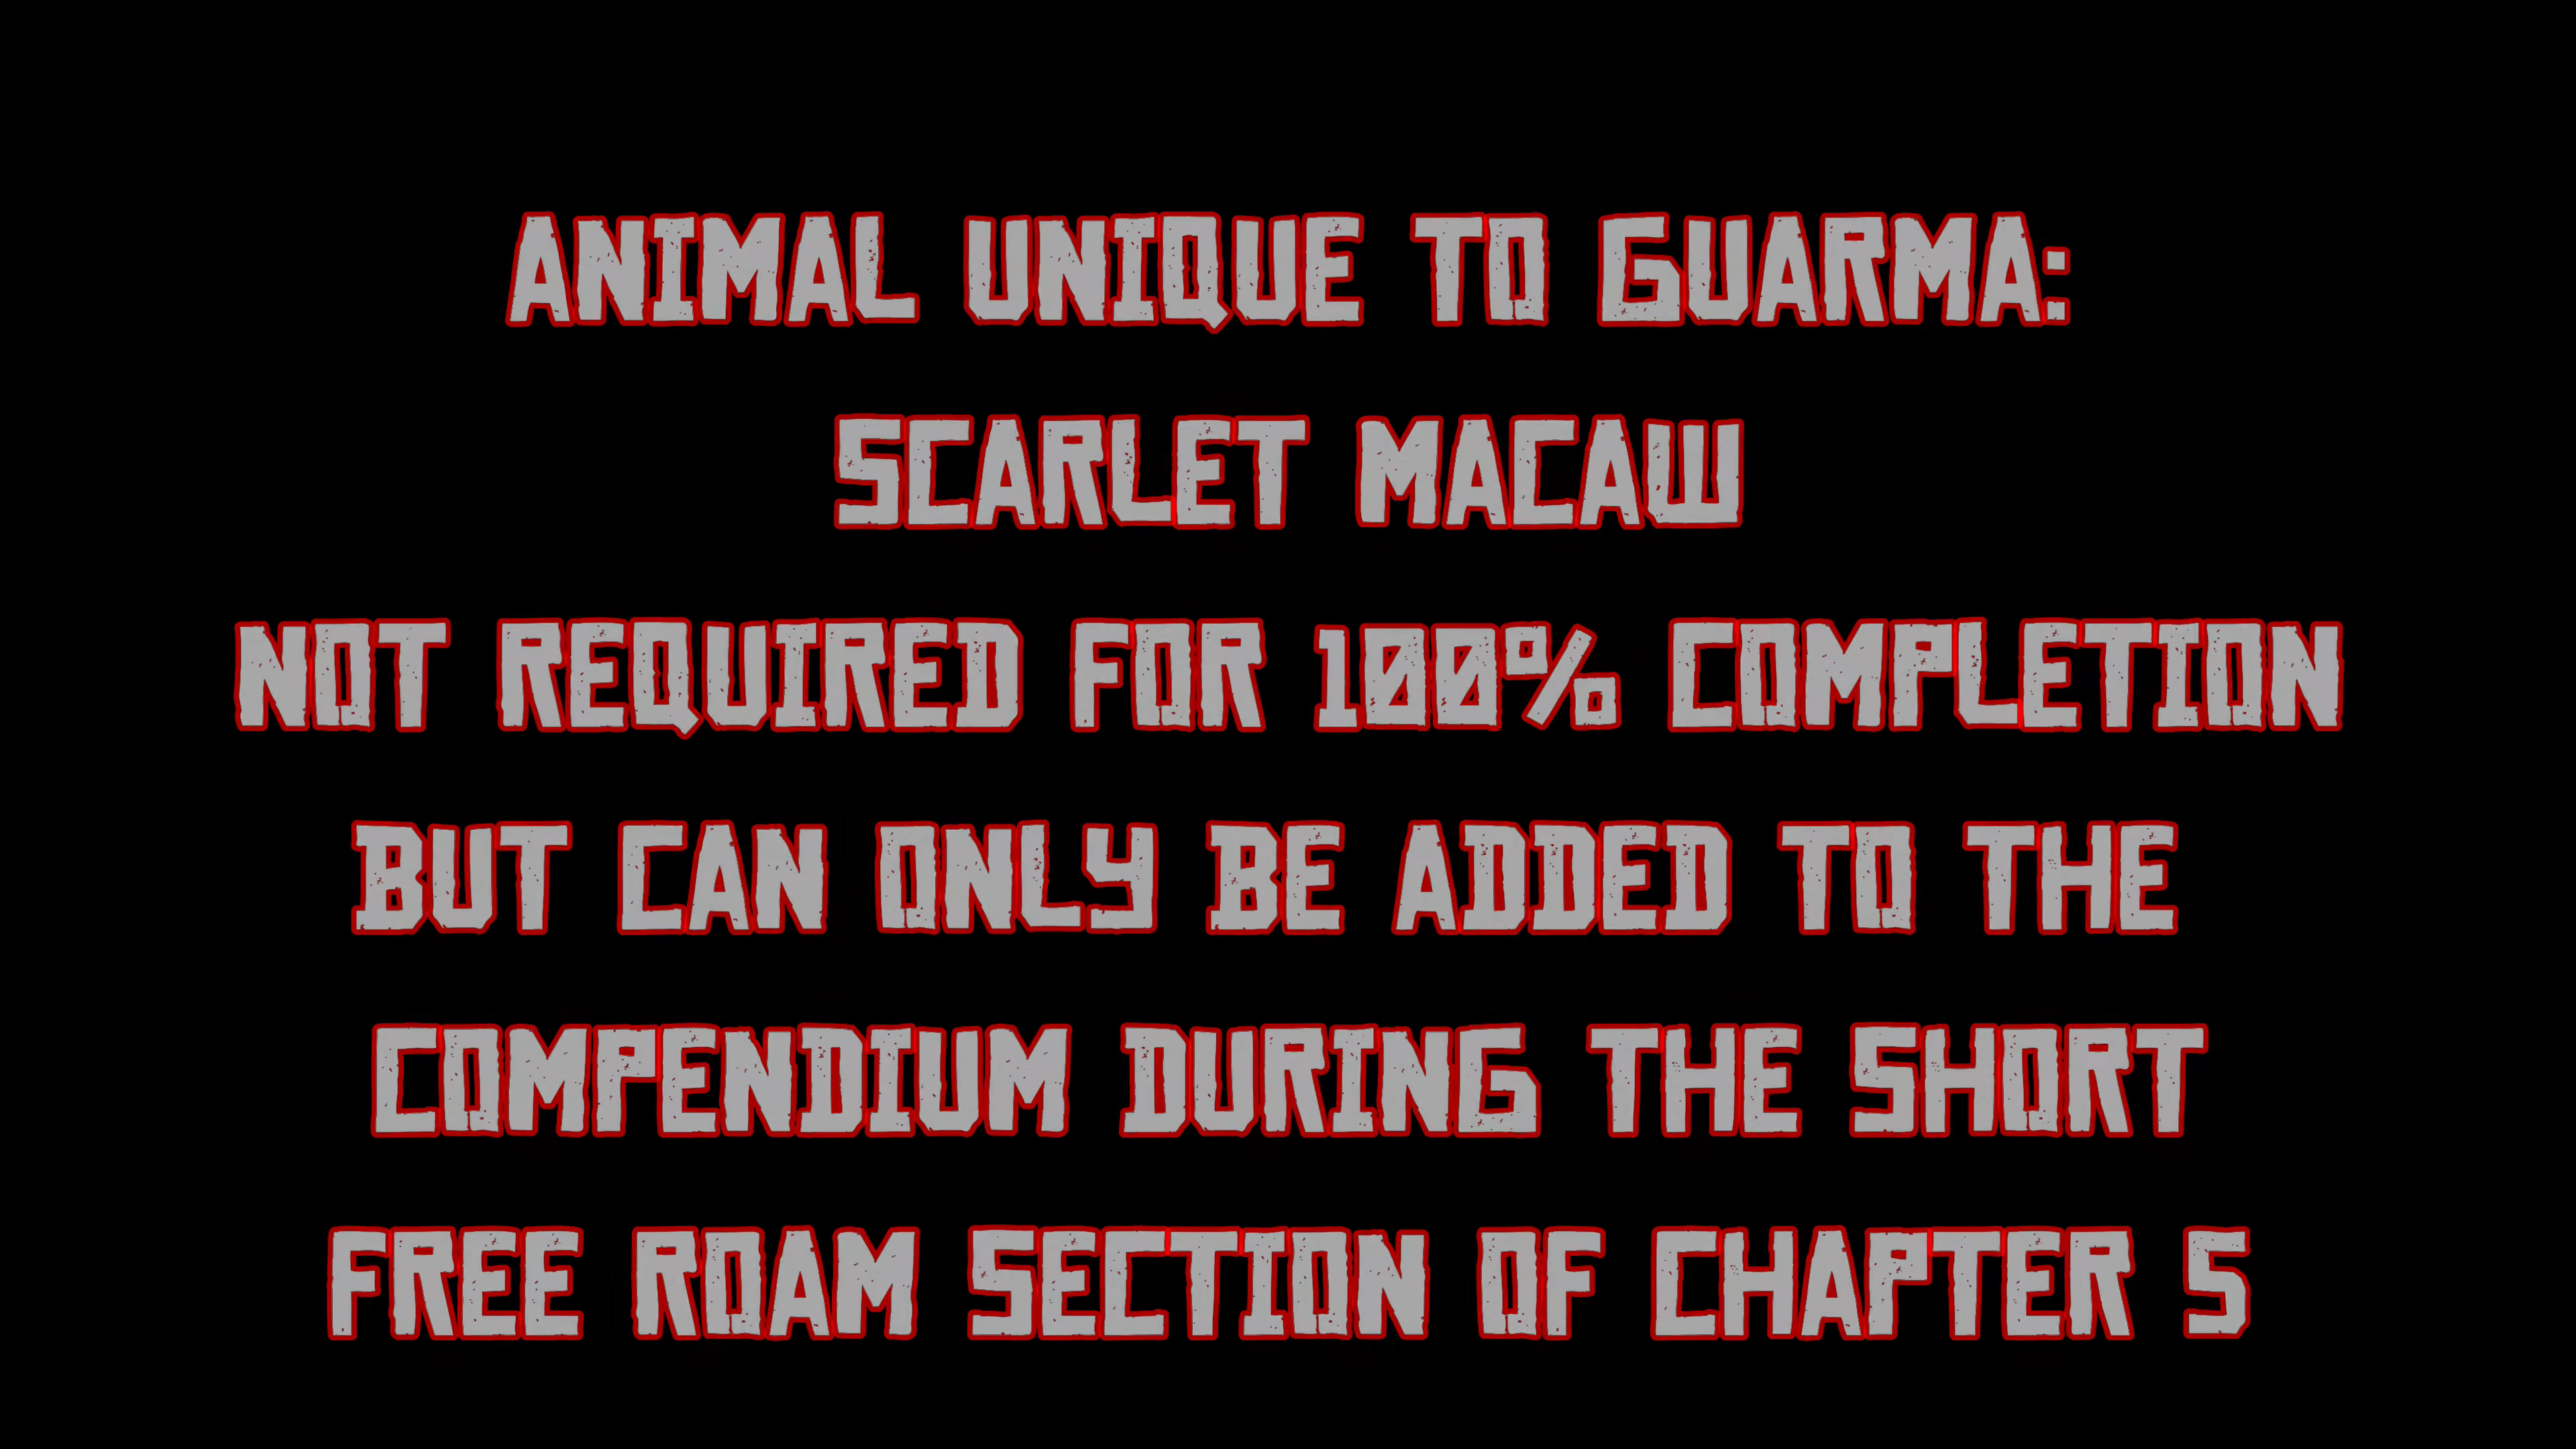 ANIMAL UNIQUE TO GUARMA:
SCARLET MACAW
NOT REQUIRED FOR 100% COMPLETION
BUT CAN ONLY BE ADDED TO THE
COMPENDIUM DURING THE SHORT
FREE ROAM SECTION OF CHAPTER 5